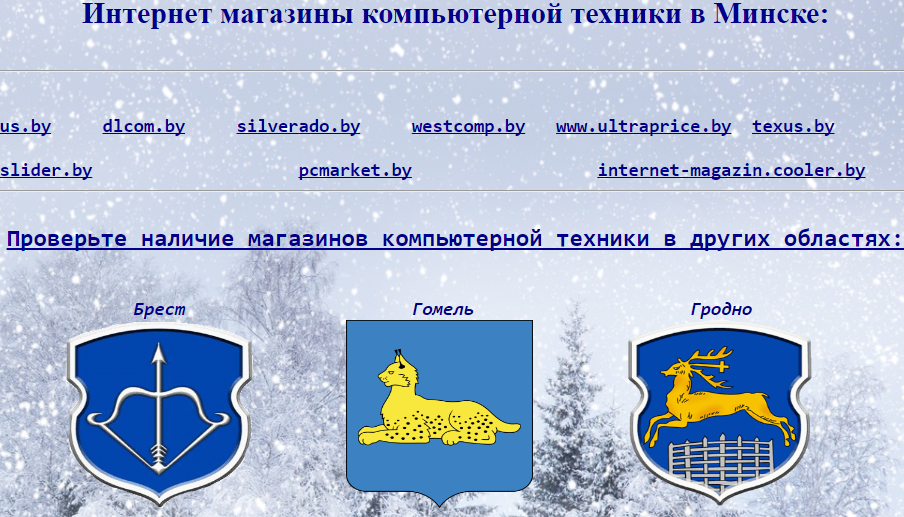 Интернет магазины компьютерной техники в Минске:
us.by dlcom.by silverado.by westcomp.by www.ultraprice.by texus.by
slider.by pcmarket.by internet-magazin.cooler.by
Проверьте наличие магазинов компьютерной техники в других областях:
Брест Гомель Гродно